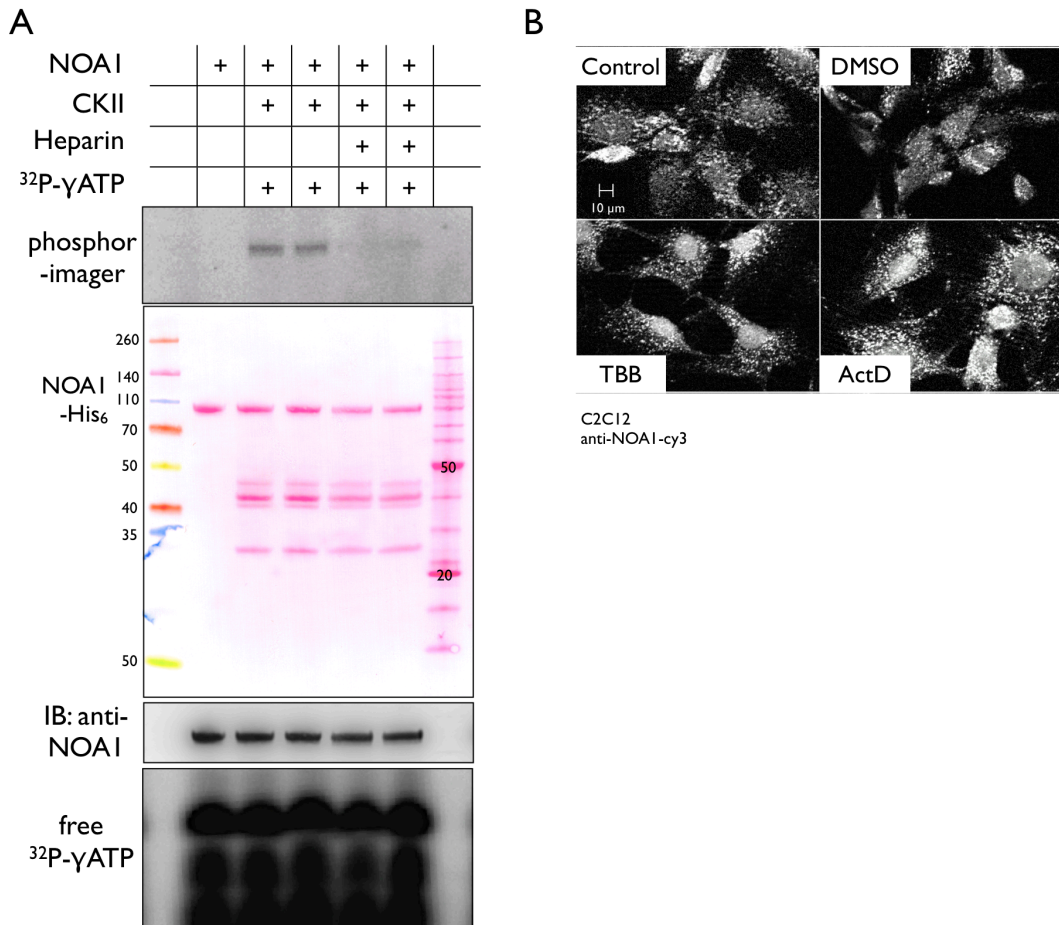 A
NOA1 + + + + +
CKII + + + +
Heparin + +
³²P-γATP + + + +
phosphor
-imager
260
140
NOA1
-His₆
110
70
50
50
40
35
20
50
IB: anti-
NOA1
free
³²P-γATP
B
Control
DMSO
10 μm
TBB
ActD
C2C12
anti-NOA1-cy3